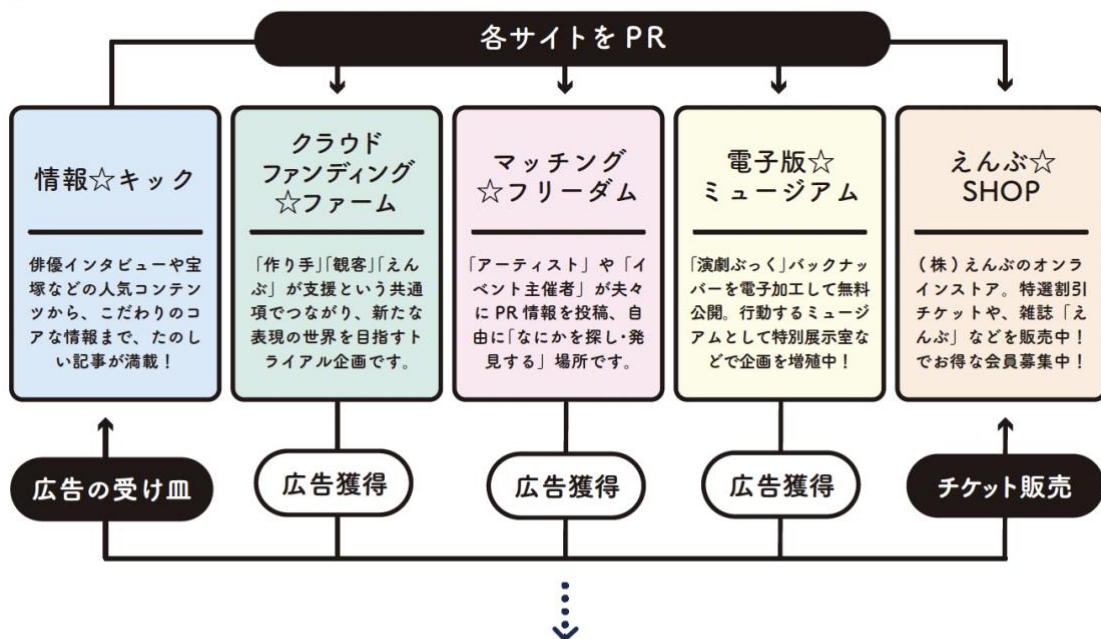 各サイトを PR
情報☆キック
俳優インタビューや宝
塚などの人気コンテン
ツから、こだわりのコ
アな情報まで、たのし
い記事が満載！
クラウド
ファンディング
☆ファーム
「作り手」「観客」「えん
ぶ」が支援という共通
項でつながり、新たな
表現の世界を目指すト
ライアル企画です。
マッチング
☆フリーダム
「アーティスト」や「イ
ベント主催者」が夫々
に PR 情報を投稿、自
由に「なにかを探し・発
見する」場所です。
電子版☆
ミュージアム
「演劇ぶっく」バックナッ
バーを電子加工して無料
公開。行動するミュージ
アムとして特別展示室な
どで企画を増殖中！
えんぶ☆
SHOP
（株）えんぶのオンラ
インストア。特選割引
チケットや、雑誌「え
んぶ」などを販売中！
でお得な会員募集中！
広告の受け皿
広告獲得
広告獲得
広告獲得
チケット販売